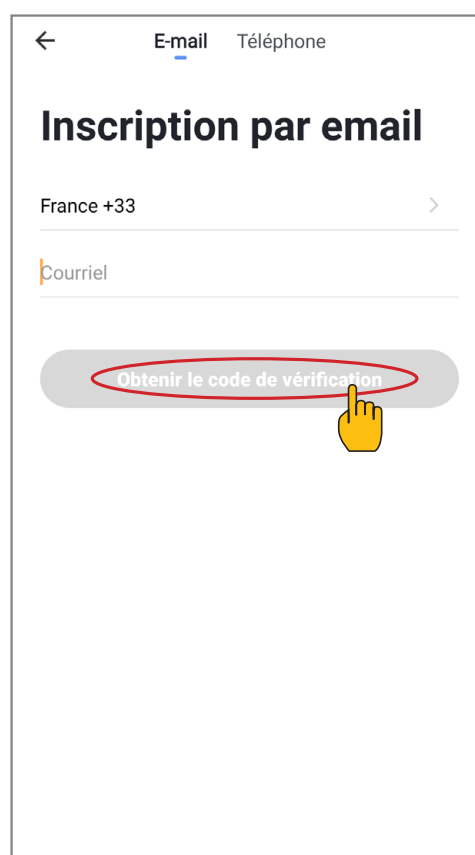 E-mail Téléphone
Inscription par email
France +33
Courriel
Obtenir le code de vérification